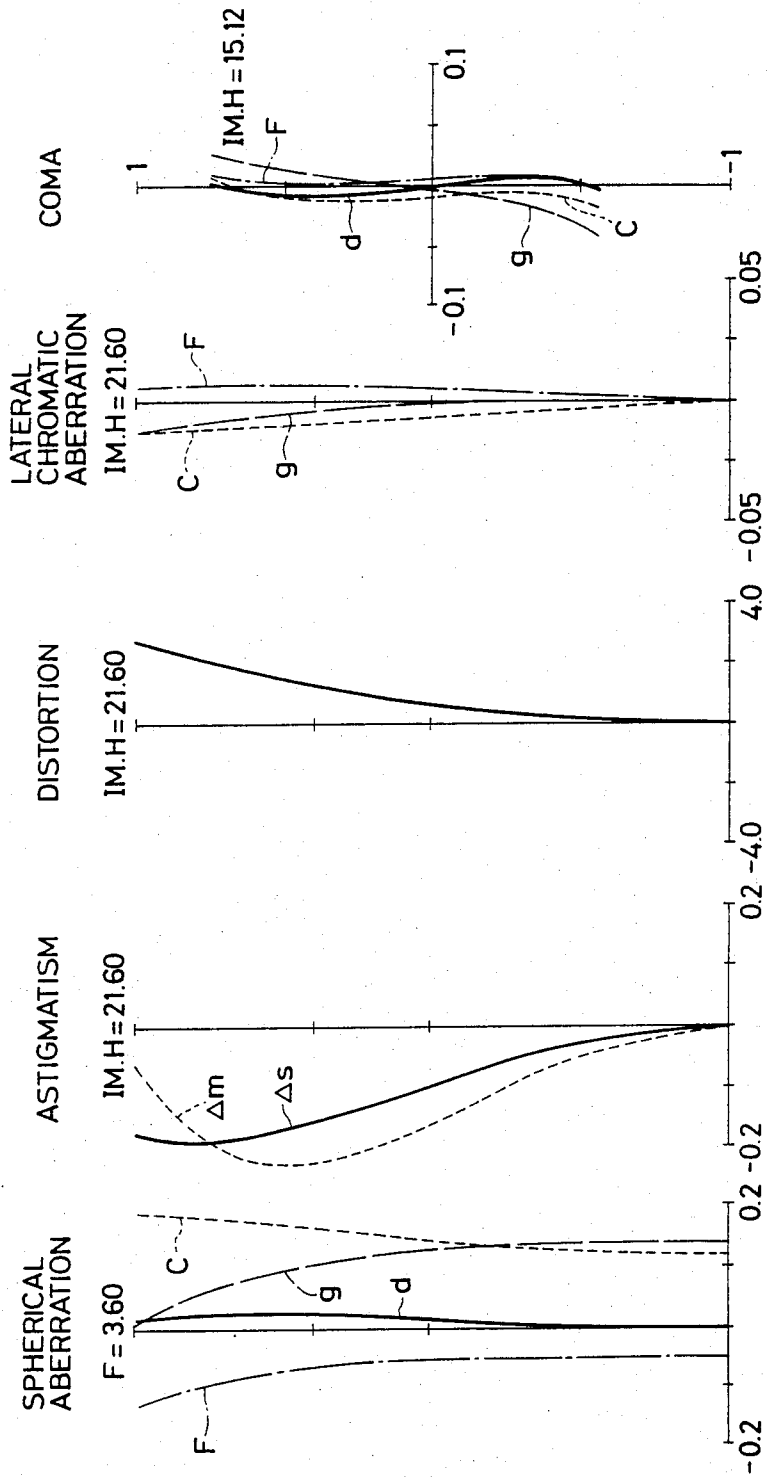 SPHERICAL
ABERRATION
F = 3.60
F
C
g
d
-0.2
0.2
ASTIGMATISM
IM.H = 21.60
Δm
Δs
-0.2
0.2
DISTORTION
IM.H = 21.60
-4.0
4.0
LATERAL
CHROMATIC
ABERRATION
IM.H = 21.60
C
g
F
-0.05
0.05
COMA
IM.H = 15.12
1
F
d
-0.1
0.1
g
C
-1